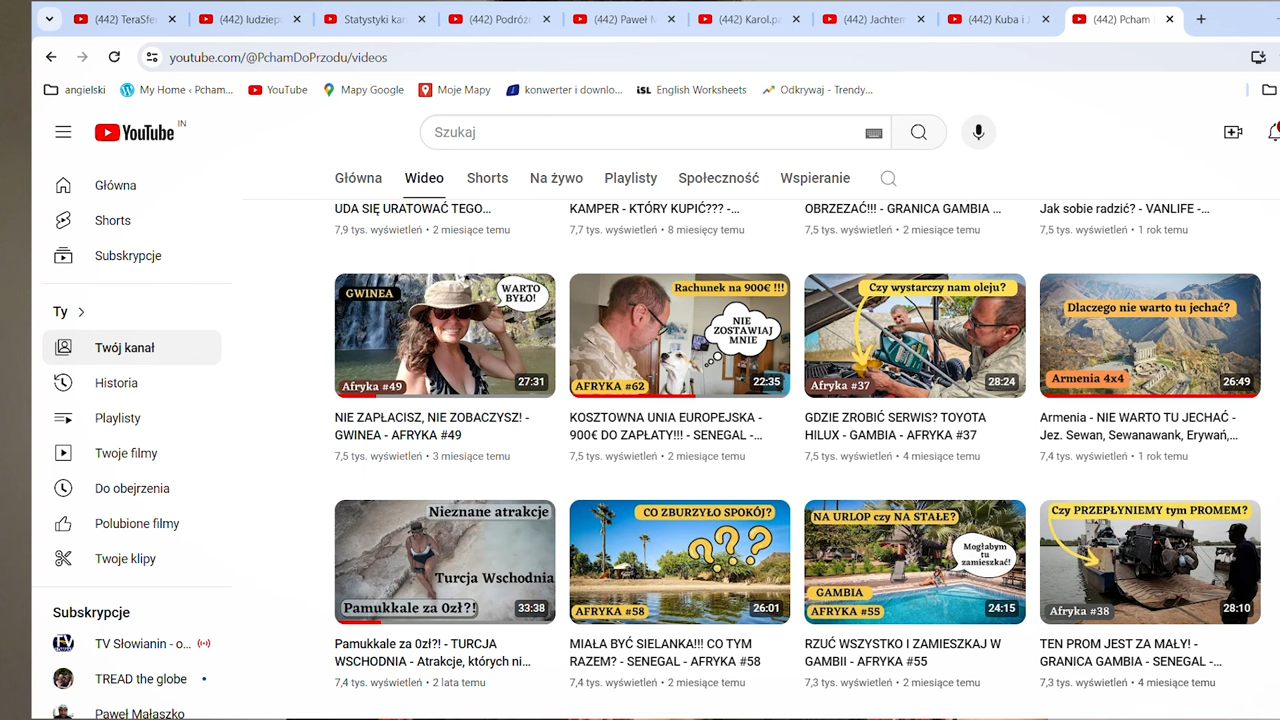 (442) TeraSfe
(442) ludziepo
Statystyki kan
(442) Podróż
(442) Paweł M
(442) Karol.pa
(442) Jachtem
(442) Kuba i J
(442) Pcham
youtube.com/@PchamDoPrzodu/videos
angielski
My Home ‹ Pcham...
YouTube
Mapy Google
Moje Mapy
konwerter i downlo...
iSL English Worksheets
Odkrywaj - Trendy...
YouTube IN
Szukaj
Główna
Wideo
Shorts
Na żywo
Playlisty
Społeczność
Wspieranie
Główna
Shorts
Subskrypcje
Ty
Twój kanał
Historia
Playlisty
Twoje filmy
Do obejrzenia
Polubione filmy
Twoje klipy
Subskrypcje
TV Słowianin - o...
TREAD the globe
Paweł Małaszko
UDA SIĘ URATOWAĆ TEGO...
7,9 tys. wyświetleń • 2 miesiące temu
KAMPER - KTÓRY KUPIĆ??? -...
7,7 tys. wyświetleń • 8 miesięcy temu
OBRZEZAĆ!!! - GRANICA GAMBIA ...
7,5 tys. wyświetleń • 2 miesiące temu
Jak sobie radzić? - VANLIFE -...
7,5 tys. wyświetleń • 1 rok temu
GWINEA
WARTO
BYŁO!
Afryka #49
27:31
NIE ZAPŁACISZ, NIE ZOBACZYSZ! -
GWINEA - AFRYKA #49
7,5 tys. wyświetleń • 3 miesiące temu
Rachunek na 900€ !!!
NIE
ZOSTAWIAJ
MNIE
AFRYKA #62
22:35
KOSZTOWNA UNIA EUROPEJSKA -
900€ DO ZAPŁATY!!! - SENEGAL -...
7,5 tys. wyświetleń • 2 miesiące temu
Czy wystarczy nam oleju?
Afryka #37
28:24
GDZIE ZROBIĆ SERWIS? TOYOTA
HILUX - GAMBIA - AFRYKA #37
7,5 tys. wyświetleń • 4 miesiące temu
Dlaczego nie warto tu jechać?
Armenia 4x4
26:49
Armenia - NIE WARTO TU JECHAĆ -
Jez. Sewan, Sewanawank, Erywań,...
7,4 tys. wyświetleń • 1 rok temu
Nieznane atrakcje
Turcja Wschodnia
Pamukkale za 0zł?!
33:38
Pamukkale za 0zł?! - TURCJA
WSCHODNIA - Atrakcje, których ni...
7,4 tys. wyświetleń • 2 lata temu
CO ZBURZYŁO SPOKÓJ?
???
AFRYKA #58
26:01
MIAŁA BYĆ SIELANKA!!! CO TYM
RAZEM? - SENEGAL - AFRYKA #58
7,4 tys. wyświetleń • 2 miesiące temu
NA URLOP czy NA STAŁE?
Mogłabym
tu
zamieszkać!
GAMBIA
AFRYKA #55
24:15
RZUĆ WSZYSTKO I ZAMIESZKAJ W
GAMBII - AFRYKA #55
7,3 tys. wyświetleń • 2 miesiące temu
Czy PRZEPŁYNIEMY tym PROMEM?
Afryka #38
28:10
TEN PROM JEST ZA MAŁY! -
GRANICA GAMBIA - SENEGAL -...
7,3 tys. wyświetleń • 4 miesiące temu